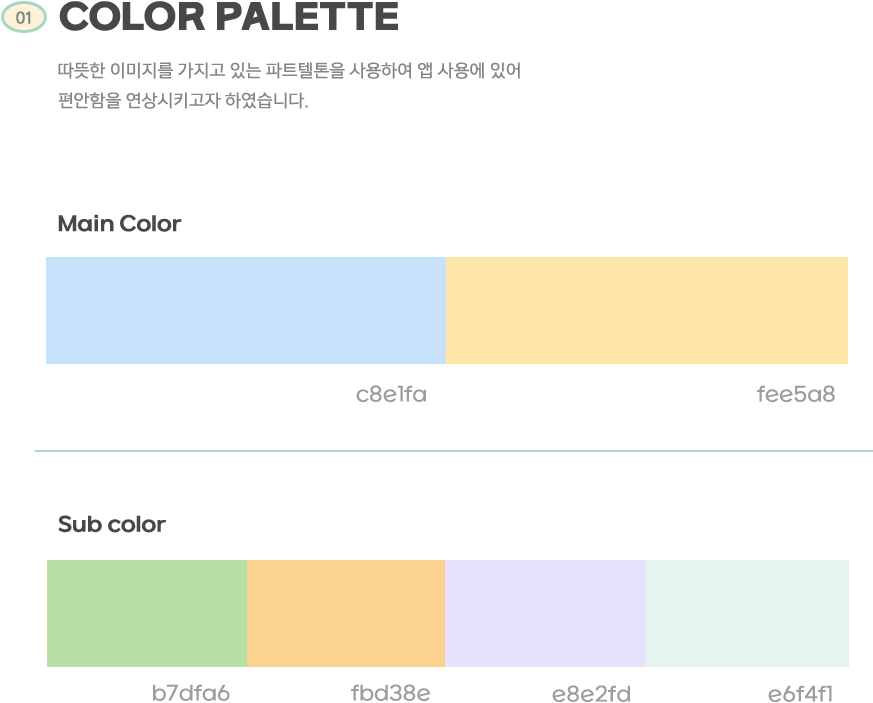 01 COLOR PALETTE
따뜻한 이미지를 가지고 있는 파트텔톤을 사용하여 앱 사용에 있어
편안함을 연상시키고자 하였습니다.
Main Color
c8e1fa fee5a8
Sub color
b7dfa6 fbd38e e8e2fd e6f4f1